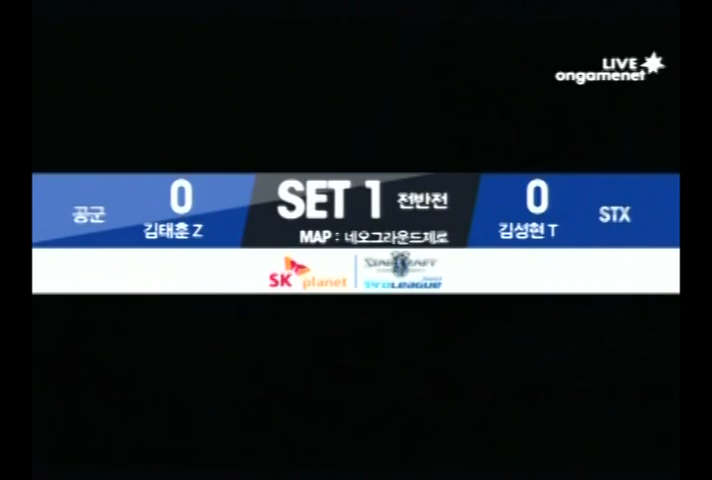 LIVE
ongamenet
공군
0
김태훈 Z
SET 1 전반전
MAP : 네오그라운드제로
0
김성현 T
STX
SK planet
STARCRAFT
PROLEAGUE